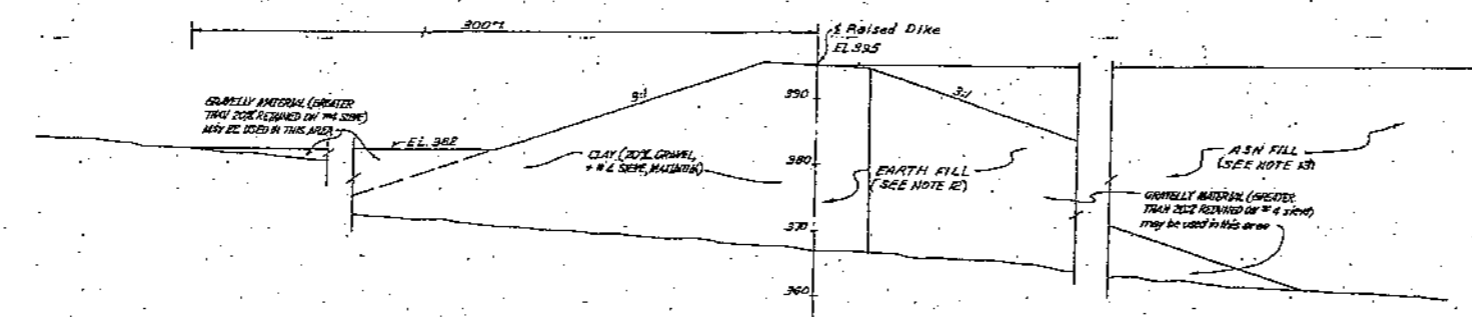 300'±
℄ Raised Dike
EL 395
390
3:1
3:1
GRAVELLY MATERIAL (GREATER
THAN 20% RETAINED ON #4 SIEVE)
MAY BE USED IN THIS AREA
EL. 382
CLAY (20% GRAVEL,
+ #4 SIEVE, MAXIMUM)
380
EARTH FILL
(SEE NOTE 12)
ASH FILL
(SEE NOTE 13)
GRAVELLY MATERIAL (GREATER
THAN 20% RETAINED ON #4 sieve)
may be used in this area
370
360